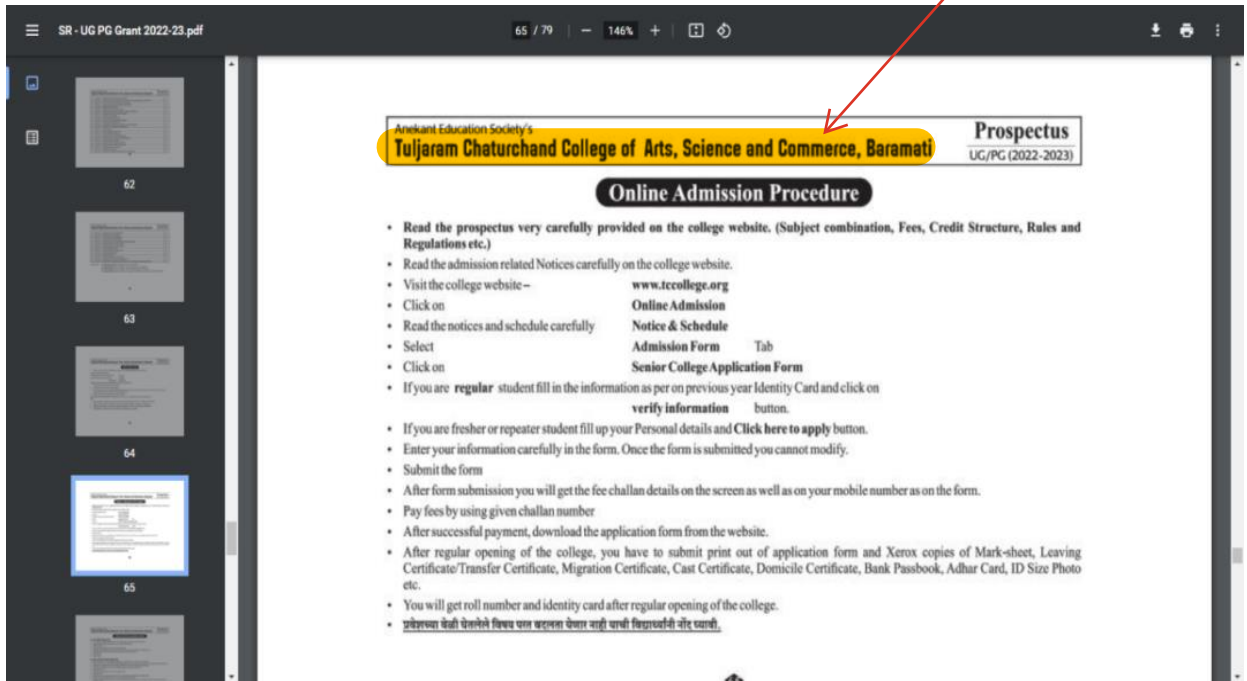 SR - UG PG Grant 2022-23.pdf
65 / 79
146%
62
63
64
65
Anekant Education Society's
Tuljaram Chaturchand College of Arts, Science and Commerce, Baramati
Prospectus
UG/PG (2022-2023)
Online Admission Procedure
• Read the prospectus very carefully provided on the college website. (Subject combination, Fees, Credit Structure, Rules and
Regulations etc.)
• Read the admission related Notices carefully on the college website.
• Visit the college website – www.tccollege.org
• Click on Online Admission
• Read the notices and schedule carefully Notice & Schedule
• Select Admission Form Tab
• Click on Senior College Application Form
• If you are regular student fill in the information as per on previous year Identity Card and click on
verify information button.
• If you are fresher or repeater student fill up your Personal details and Click here to apply button.
• Enter your information carefully in the form. Once the form is submitted you cannot modify.
• Submit the form
• After form submission you will get the fee challan details on the screen as well as on your mobile number as on the form.
• Pay fees by using given challan number
• After successful payment, download the application form from the website.
• After regular opening of the college, you have to submit print out of application form and Xerox copies of Mark-sheet, Leaving
Certificate/Transfer Certificate, Migration Certificate, Cast Certificate, Domicile Certificate, Bank Passbook, Adhar Card, ID Size Photo
etc.
• You will get roll number and identity card after regular opening of the college.
• प्रवेशाच्या वेळी घेतलेले विषय परत बदलता येणार नाही याची विद्यार्थ्यांनी नोंद घ्यावी.